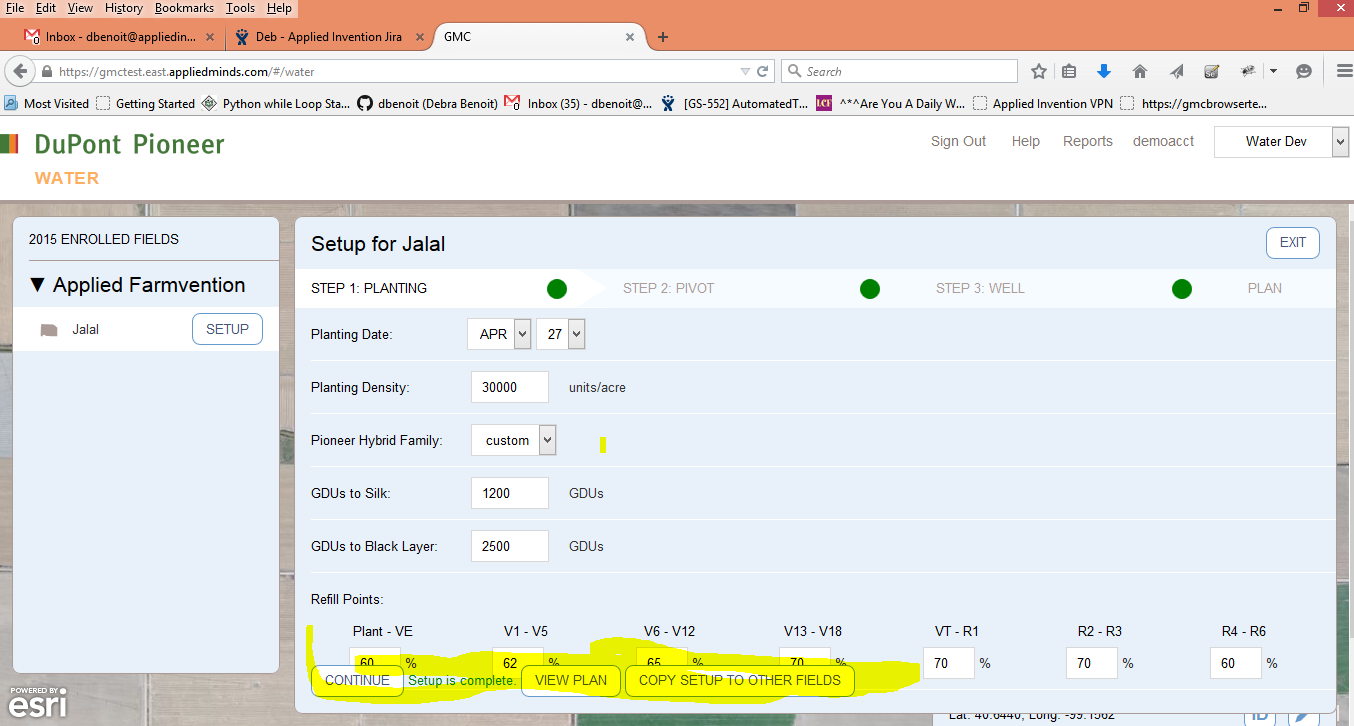 File Edit View History Bookmarks Tools Help
Inbox - dbenoit@appliedin... Deb - Applied Invention Jira GMC
https://gmctest.east.appliedminds.com/#/water Search
Most Visited Getting Started Python while Loop Sta... dbenoit (Debra Benoit) Inbox (35) - dbenoit@... [GS-552] AutomatedT... LCF ^*^Are You A Daily W... Applied Invention VPN https://gmcbrowserte...
DuPont Pioneer
WATER
Sign Out Help Reports demoacct Water Dev
2015 ENROLLED FIELDS
Applied Farmvention
Jalal SETUP
Setup for Jalal EXIT
STEP 1: PLANTING STEP 2: PIVOT STEP 3: WELL PLAN
Planting Date: APR 27
Planting Density: 30000 units/acre
Pioneer Hybrid Family: custom
GDUs to Silk: 1200 GDUs
GDUs to Black Layer: 2500 GDUs
Refill Points:
Plant - VE V1 - V5 V6 - V12 V13 - V18 VT - R1 R2 - R3 R4 - R6
60 % 62 % 65 % 70 % 70 % 70 % 60 %
CONTINUE Setup is complete. VIEW PLAN COPY SETUP TO OTHER FIELDS
Lat: 40.6440, Long: -99.1562 ID
POWERED BY
esri